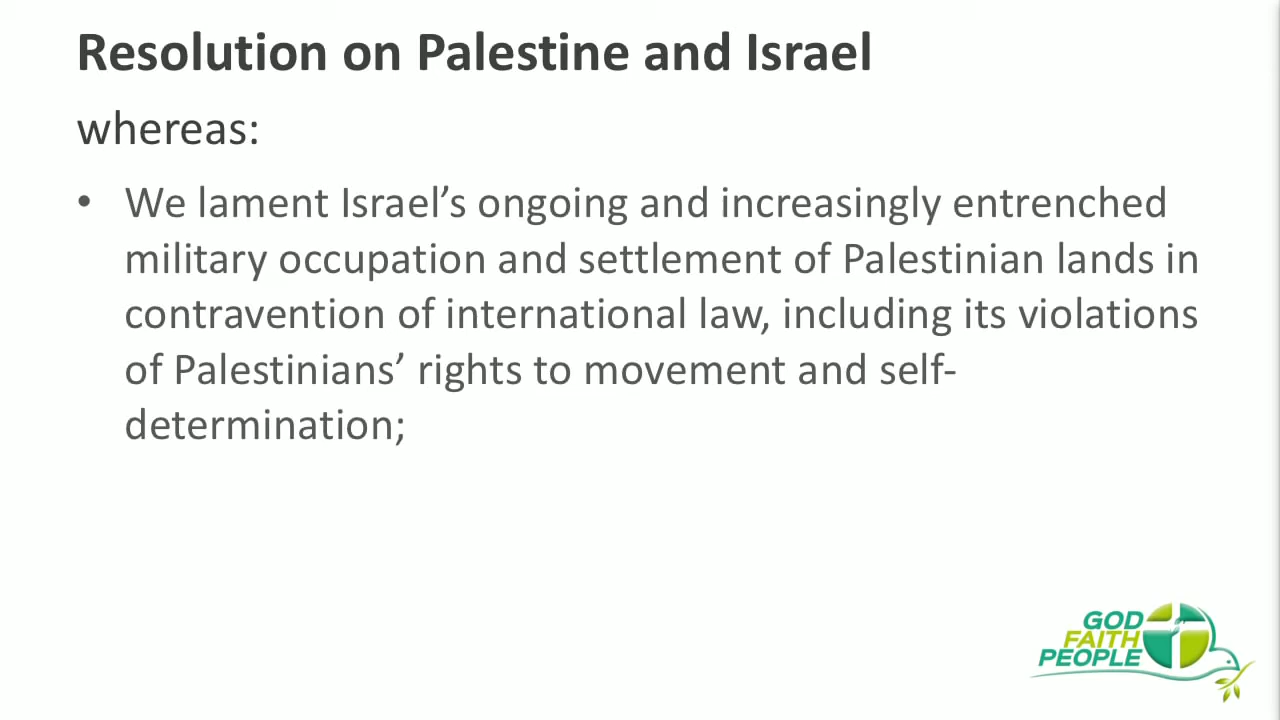 Resolution on Palestine and Israel
whereas:
• We lament Israel’s ongoing and increasingly entrenched
military occupation and settlement of Palestinian lands in
contravention of international law, including its violations
of Palestinians’ rights to movement and self-
determination;
GOD
FAITH
PEOPLE